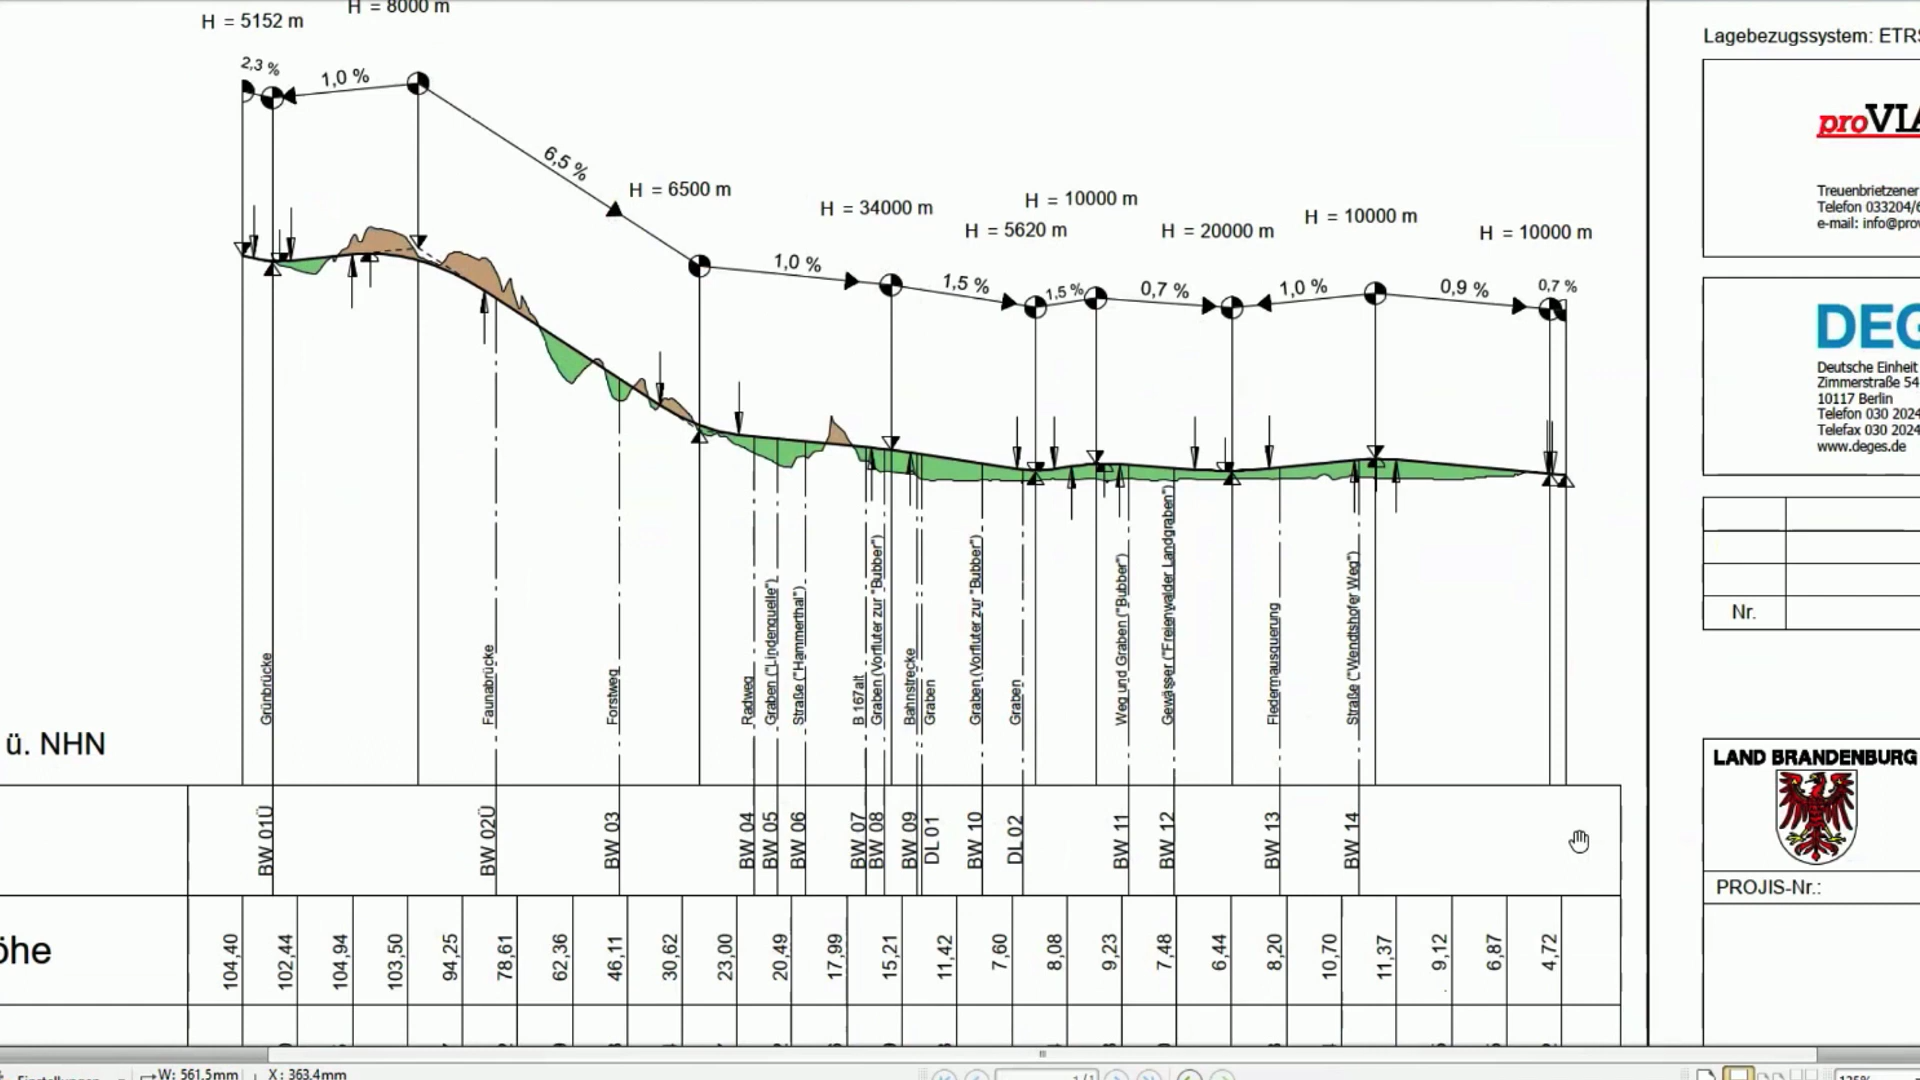 H = 8000 m
H = 5152 m
Lagebezugssystem: ETRS
2,3 %
1,0 %
6,5 %
H = 6500 m
H = 34000 m
H = 10000 m
H = 5620 m
H = 20000 m
H = 10000 m
H = 10000 m
1,0 %
1,5 %
1,5 %
0,7 %
1,0 %
0,9 %
0,7 %
proVIA
Treuenbrietzener
Telefon 033204/6
e-mail: info@prov
DEG
Deutsche Einheit
Zimmerstraße 54
10117 Berlin
Telefon 030 2024
Telefax 030 2024
www.deges.de
Nr.
ü. NHN
Grünbrücke
Faunabrücke
Forstweg
Radweg
Graben ("Lindenquelle")
Straße ("Hammerthal")
B 167alt
Graben (Vorfluter zur "Bubber")
Bahnstrecke
Graben
Graben (Vorfluter zur "Bubber")
Graben
Weg und Graben ("Bubber")
Gewässer ("Freienwalder Landgraben")
Fledermausquerung
Straße ("Wendtshofer Weg")
LAND BRANDENBURG
PROJIS-Nr.:
BW 01Ü
BW 02Ü
BW 03
BW 04
BW 05
BW 06
BW 07
BW 08
BW 09
DL 01
BW 10
DL 02
BW 11
BW 12
BW 13
BW 14
öhe
104,40
102,44
104,94
103,50
94,25
78,61
62,36
46,11
30,62
23,00
20,49
17,99
15,21
11,42
7,60
8,08
9,23
7,48
6,44
8,20
10,70
11,37
9,12
6,87
4,72
W: 561,5mm
X: 363,4mm